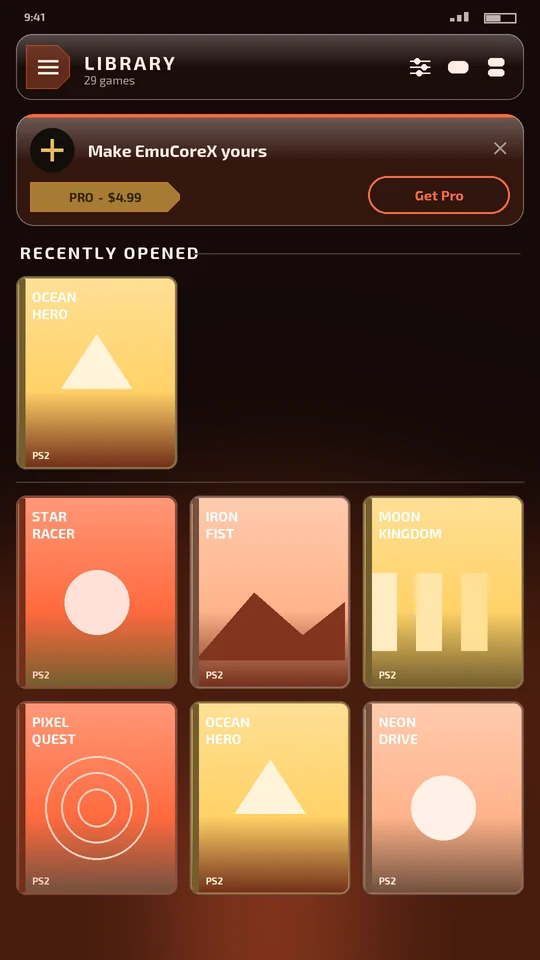 9:41
LIBRARY
29 games
Make EmuCoreX yours
PRO - $4.99
Get Pro
RECENTLY OPENED
OCEAN
HERO
PS2
STAR
RACER
PS2
IRON
FIST
PS2
MOON
KINGDOM
PS2
PIXEL
QUEST
PS2
OCEAN
HERO
PS2
NEON
DRIVE
PS2